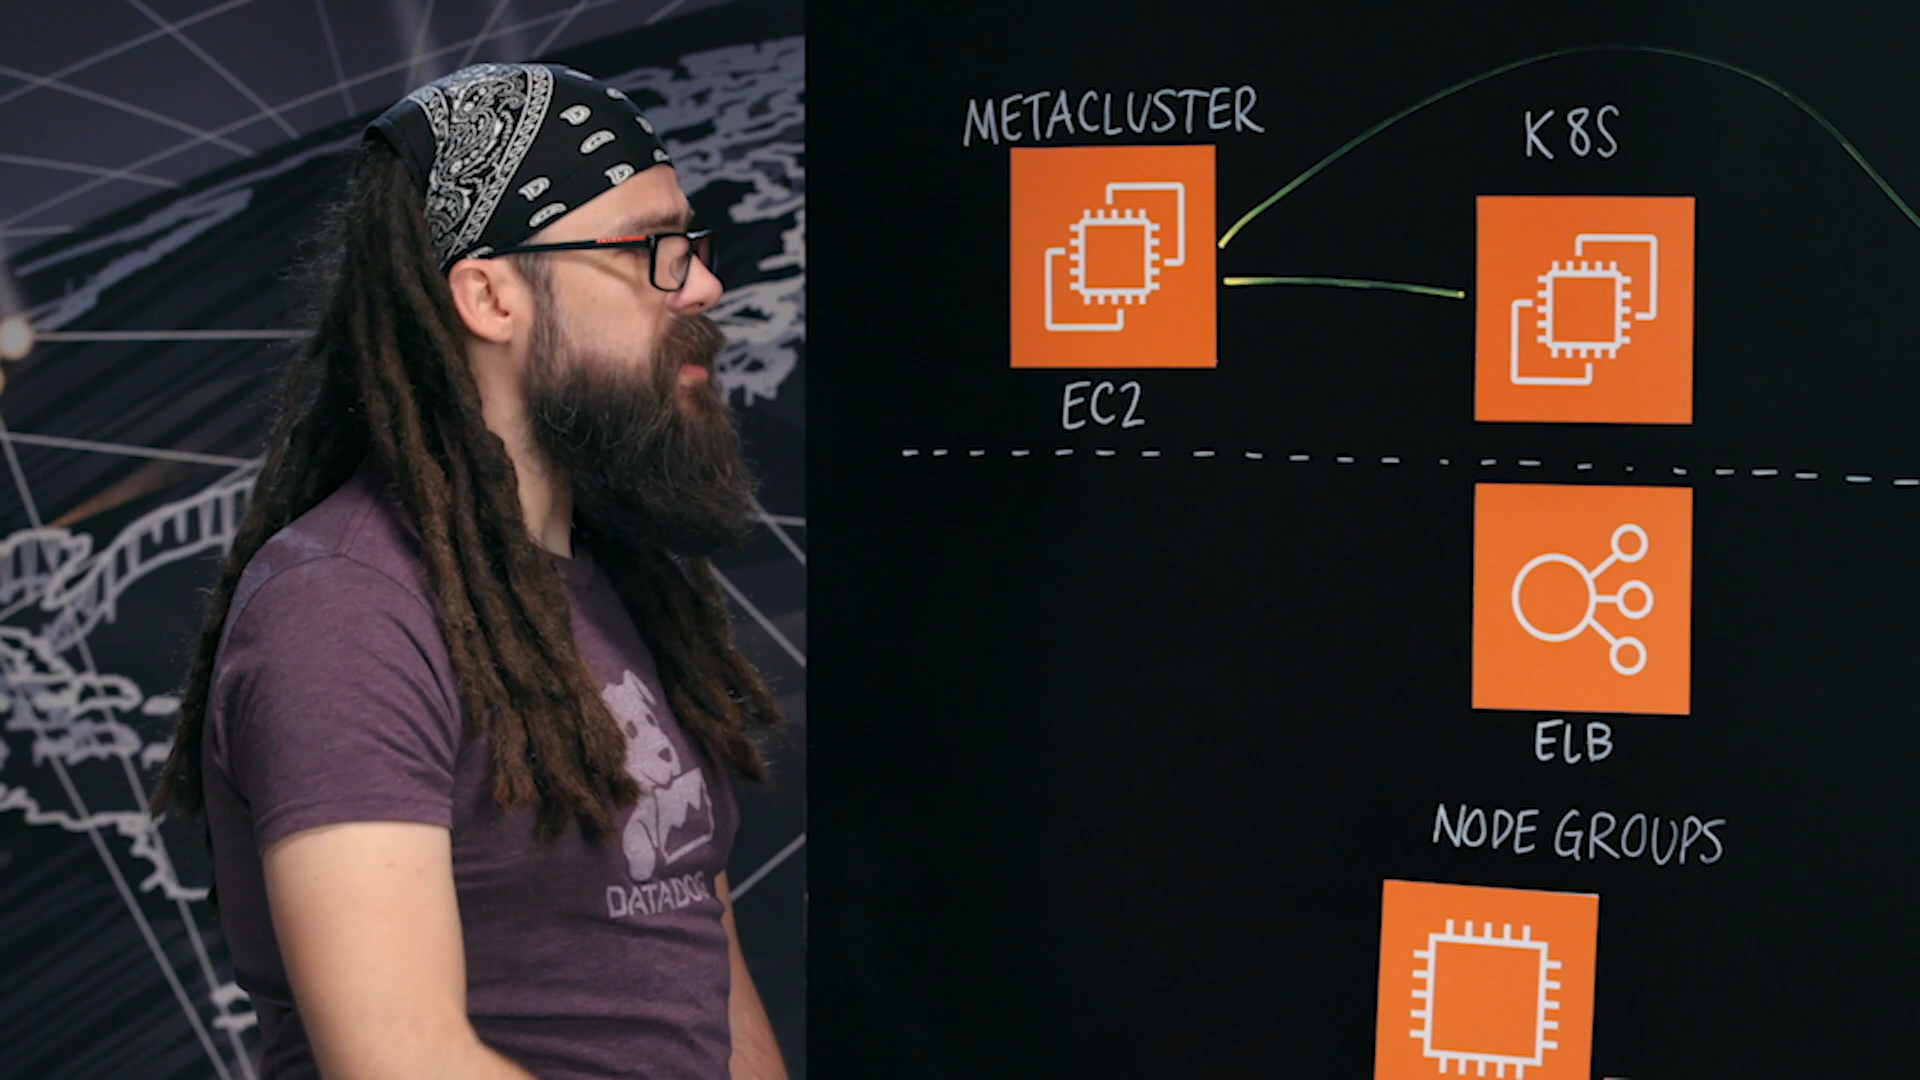 METACLUSTER
K8S
EC2
ELB
NODE GROUPS
DATADOG